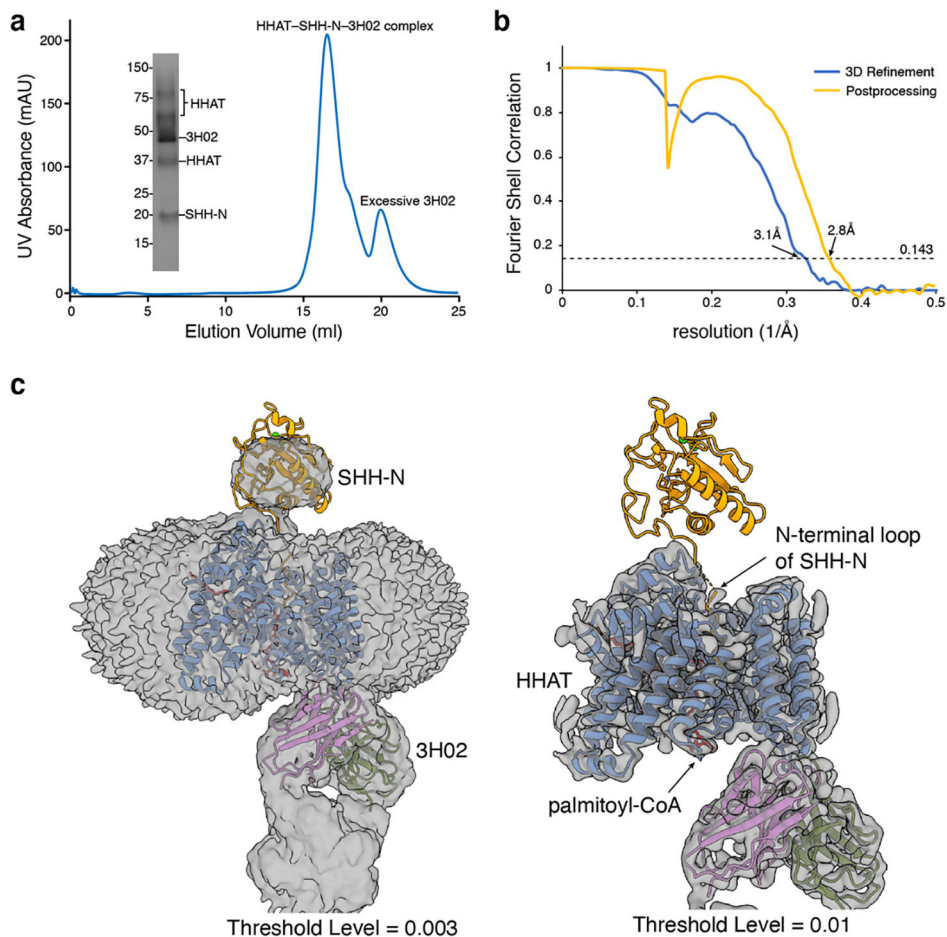 a
HHAT–SHH-N–3H02 complex
200
150
100
50
0
UV Absorbance (mAU)
150
75
50
37
25
20
15
HHAT
3H02
HHAT
SHH-N
Excessive 3H02
0 5 10 15 20 25
Elution Volume (ml)
b
1
0.8
0.6
0.4
0.2
0
Fourier Shell Correlation
3D Refinement
Postprocessing
3.1Å
2.8Å
0.143
0 0.1 0.2 0.3 0.4 0.5
resolution (1/Å)
c
SHH-N
3H02
Threshold Level = 0.003
N-terminal loop
of SHH-N
HHAT
palmitoyl-CoA
Threshold Level = 0.01